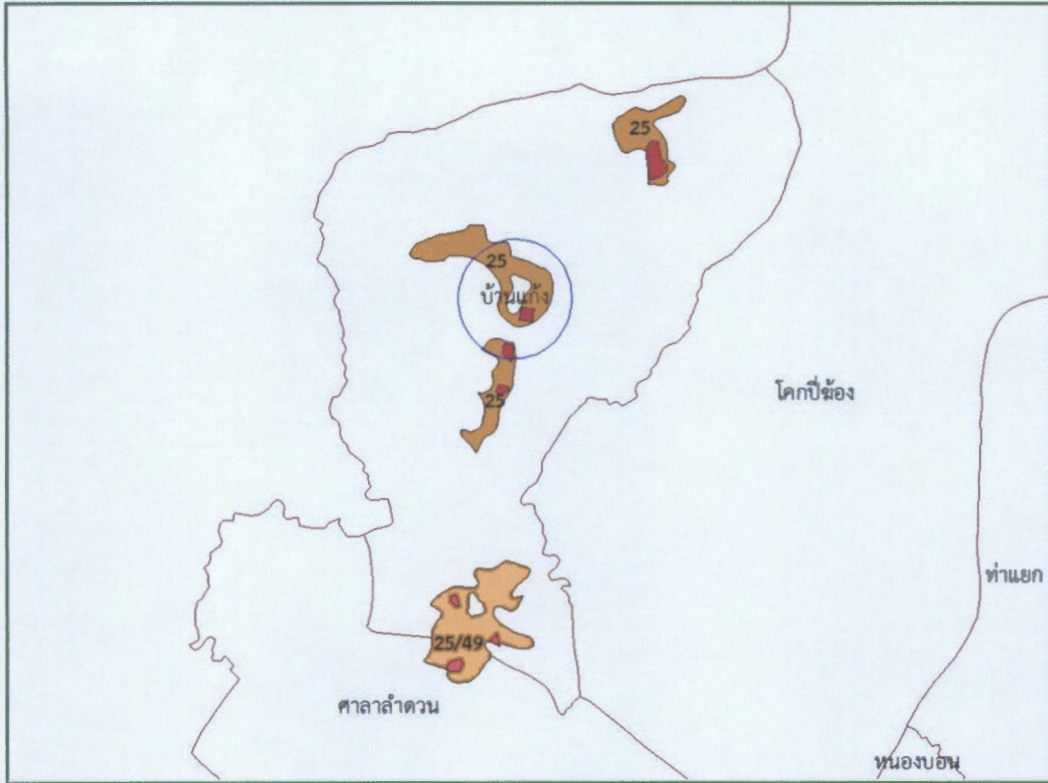 25
25
บ้านแก้ง
โคกปี่ฆ้อง
25
ท่าแยก
25/49
ศาลาลำดวน
หนองบอน